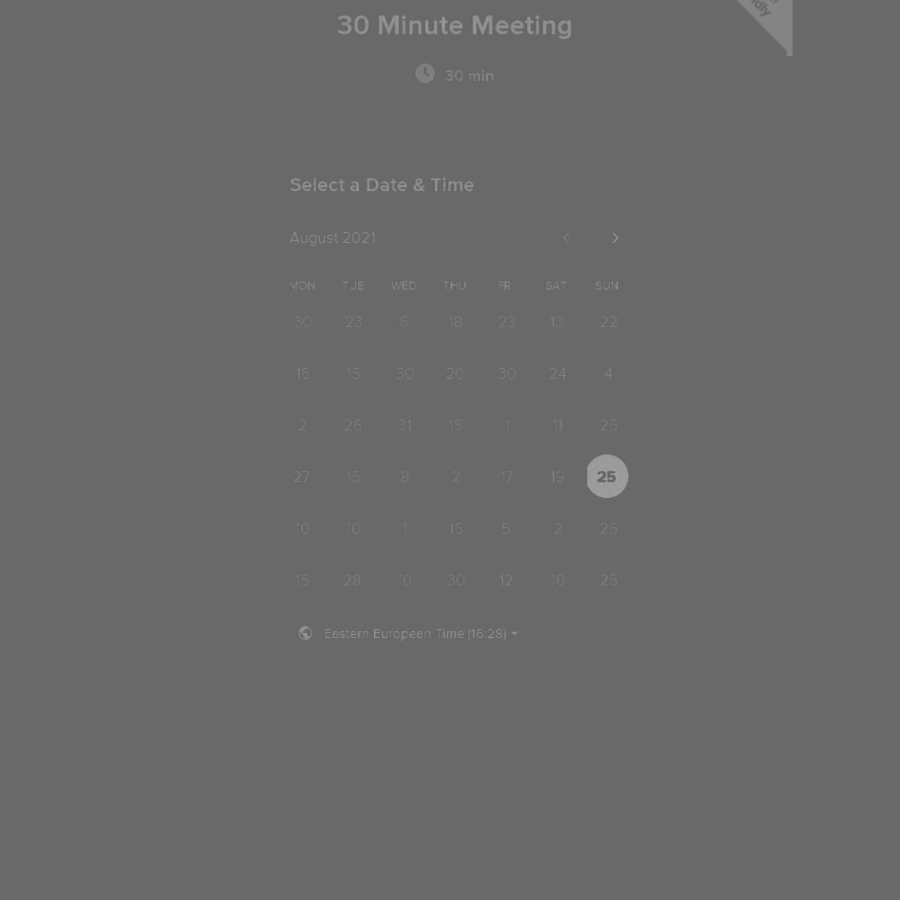 30 Minute Meeting
30 min
Select a Date & Time
August 2021
MON TUE WED THU FRI SAT SUN
30 23 6 18 23 13 22
16 15 30 20 30 24 4
2 26 31 15 1 11 25
27 15 8 2 17 19 25
10 10 1 16 5 2 25
15 28 10 30 12 10 25
Eastern European Time (16:28)